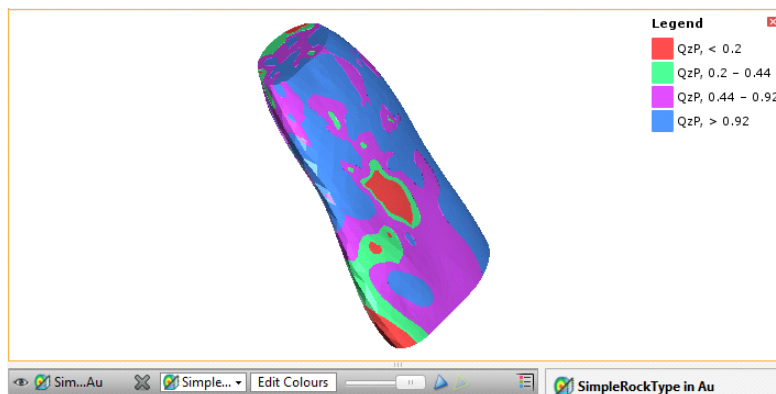 Legend
QzP, < 0.2
QzP, 0.2 – 0.44
QzP, 0.44 – 0.92
QzP, > 0.92
Sim...Au
Simple...
Edit Colours
SimpleRockType in Au